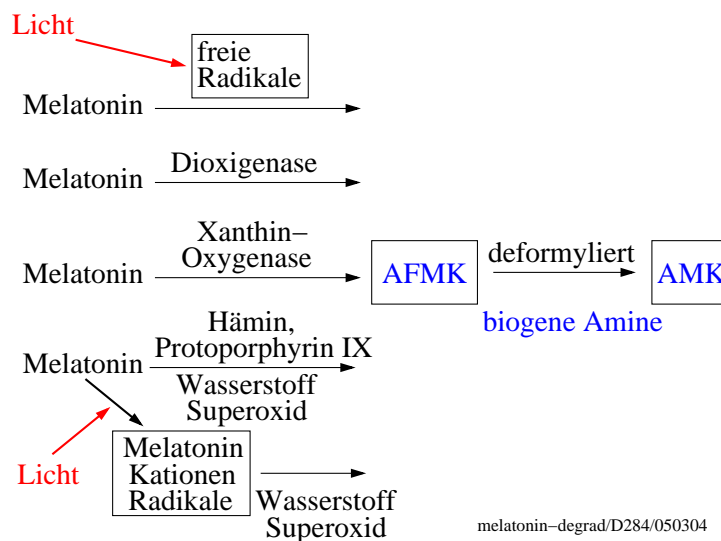 Licht
freie
Radikale
Melatonin
Dioxigenase
Melatonin
Xanthin–
Oxygenase
Melatonin
AFMK
deformyliert
AMK
biogene Amine
Hämin,
Protoporphyrin IX
Melatonin
Wasserstoff
Superoxid
Licht
Melatonin
Kationen
Radikale
Wasserstoff
Superoxid
melatonin–degrad/D284/050304